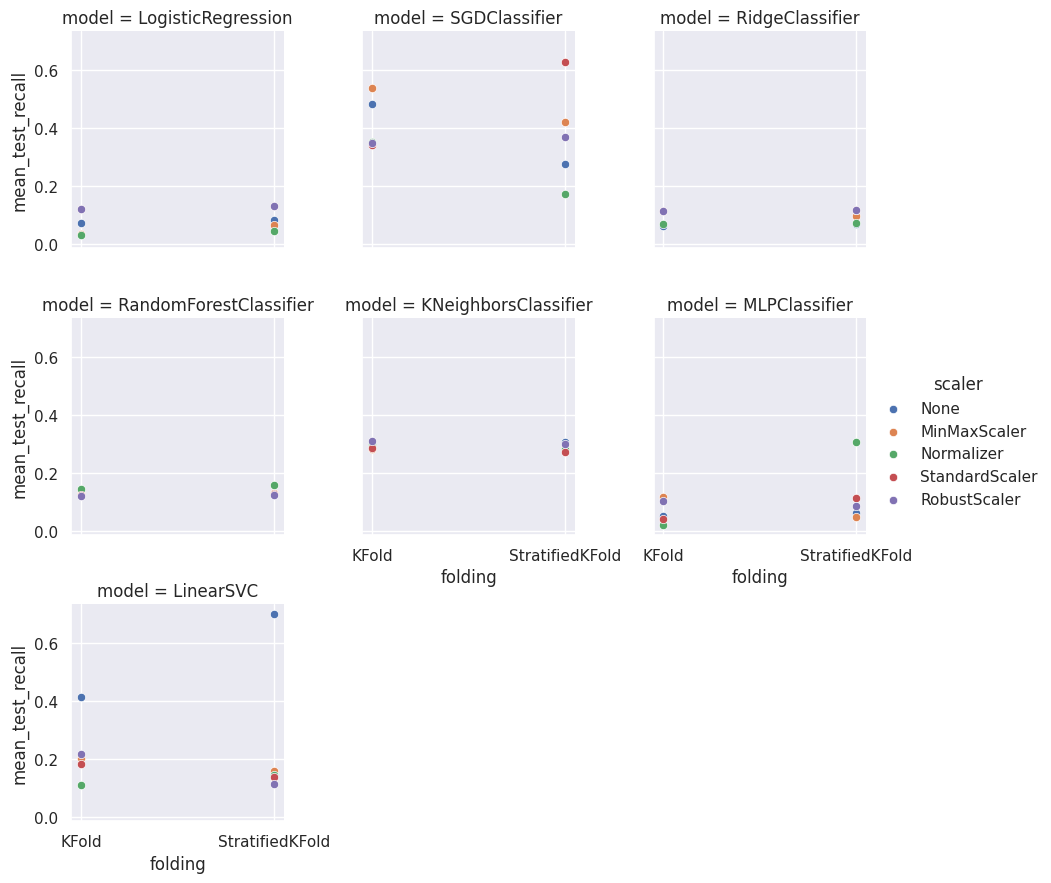 model = LogisticRegression
model = SGDClassifier
model = RidgeClassifier
mean_test_recall
0.6
0.4
0.2
0.0
model = RandomForestClassifier
model = KNeighborsClassifier
model = MLPClassifier
mean_test_recall
0.6
0.4
0.2
0.0
KFold
StratifiedKFold
folding
KFold
StratifiedKFold
folding
scaler
None
MinMaxScaler
Normalizer
StandardScaler
RobustScaler
model = LinearSVC
mean_test_recall
0.6
0.4
0.2
0.0
KFold
StratifiedKFold
folding